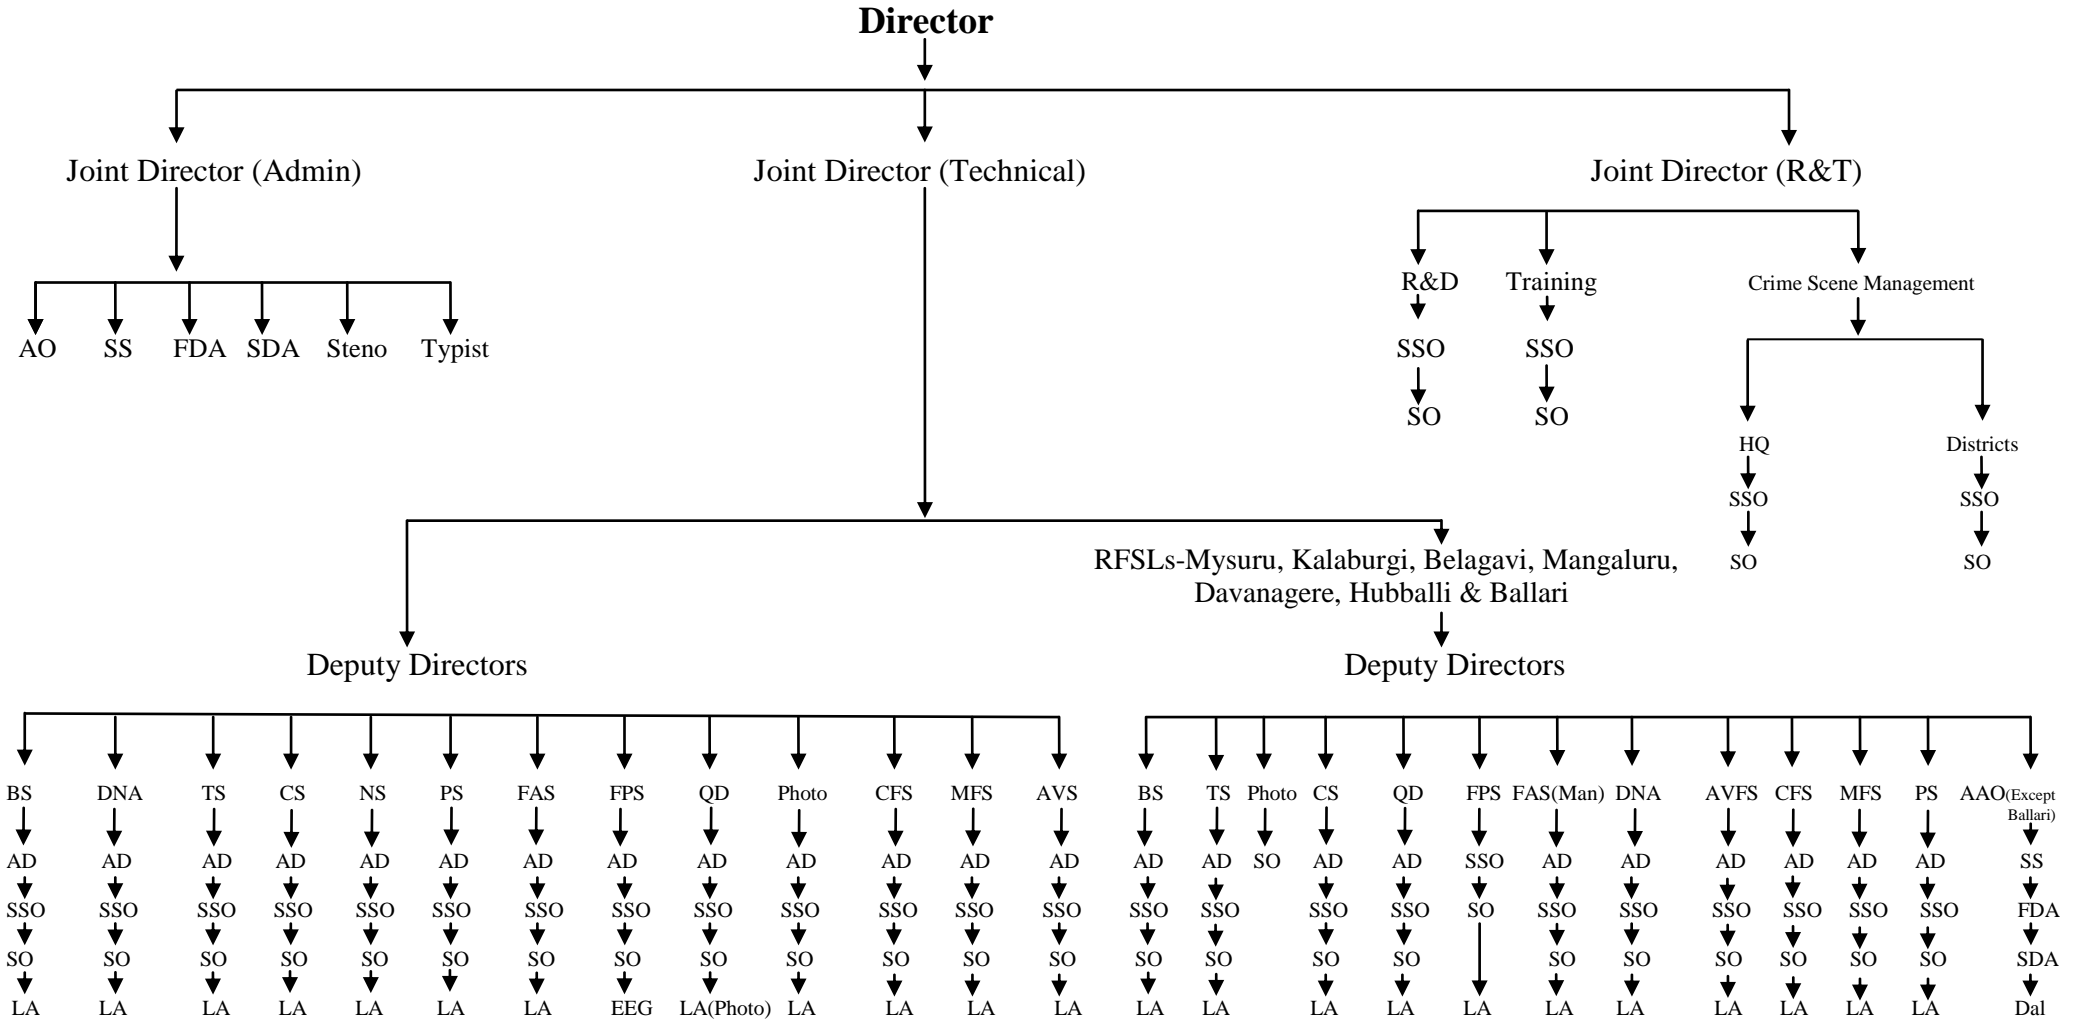 Director
Joint Director (Admin) Joint Director (Technical) Joint Director (R&T)
R&D Training Crime Scene Management
AO SS FDA SDA Steno Typist SSO SSO
SO SO
HQ Districts
SSO SSO
RFSLs-Mysuru, Kalaburgi, Belagavi, Mangaluru, SO SO
Davanagere, Hubballi & Ballari
Deputy Directors Deputy Directors
BS DNA TS CS NS PS FAS FPS QD Photo CFS MFS AVS BS TS Photo CS QD FPS FAS(Man) DNA AVFS CFS MFS PS AAO(Except
Ballari)
AD AD AD AD AD AD AD AD AD AD AD AD AD AD AD SO AD AD SSO AD AD AD AD AD AD SS
SSO SSO SSO SSO SSO SSO SSO SSO SSO SSO SSO SSO SSO SSO SSO SSO SSO SO SSO SSO SSO SSO SSO SSO FDA
SO SO SO SO SO SO SO SO SO SO SO SO SO SO SO SO SO SO SO SO SO SO SO SDA
LA LA LA LA LA LA LA EEG LA(Photo) LA LA LA LA LA LA LA LA LA LA LA LA LA LA LA Dal